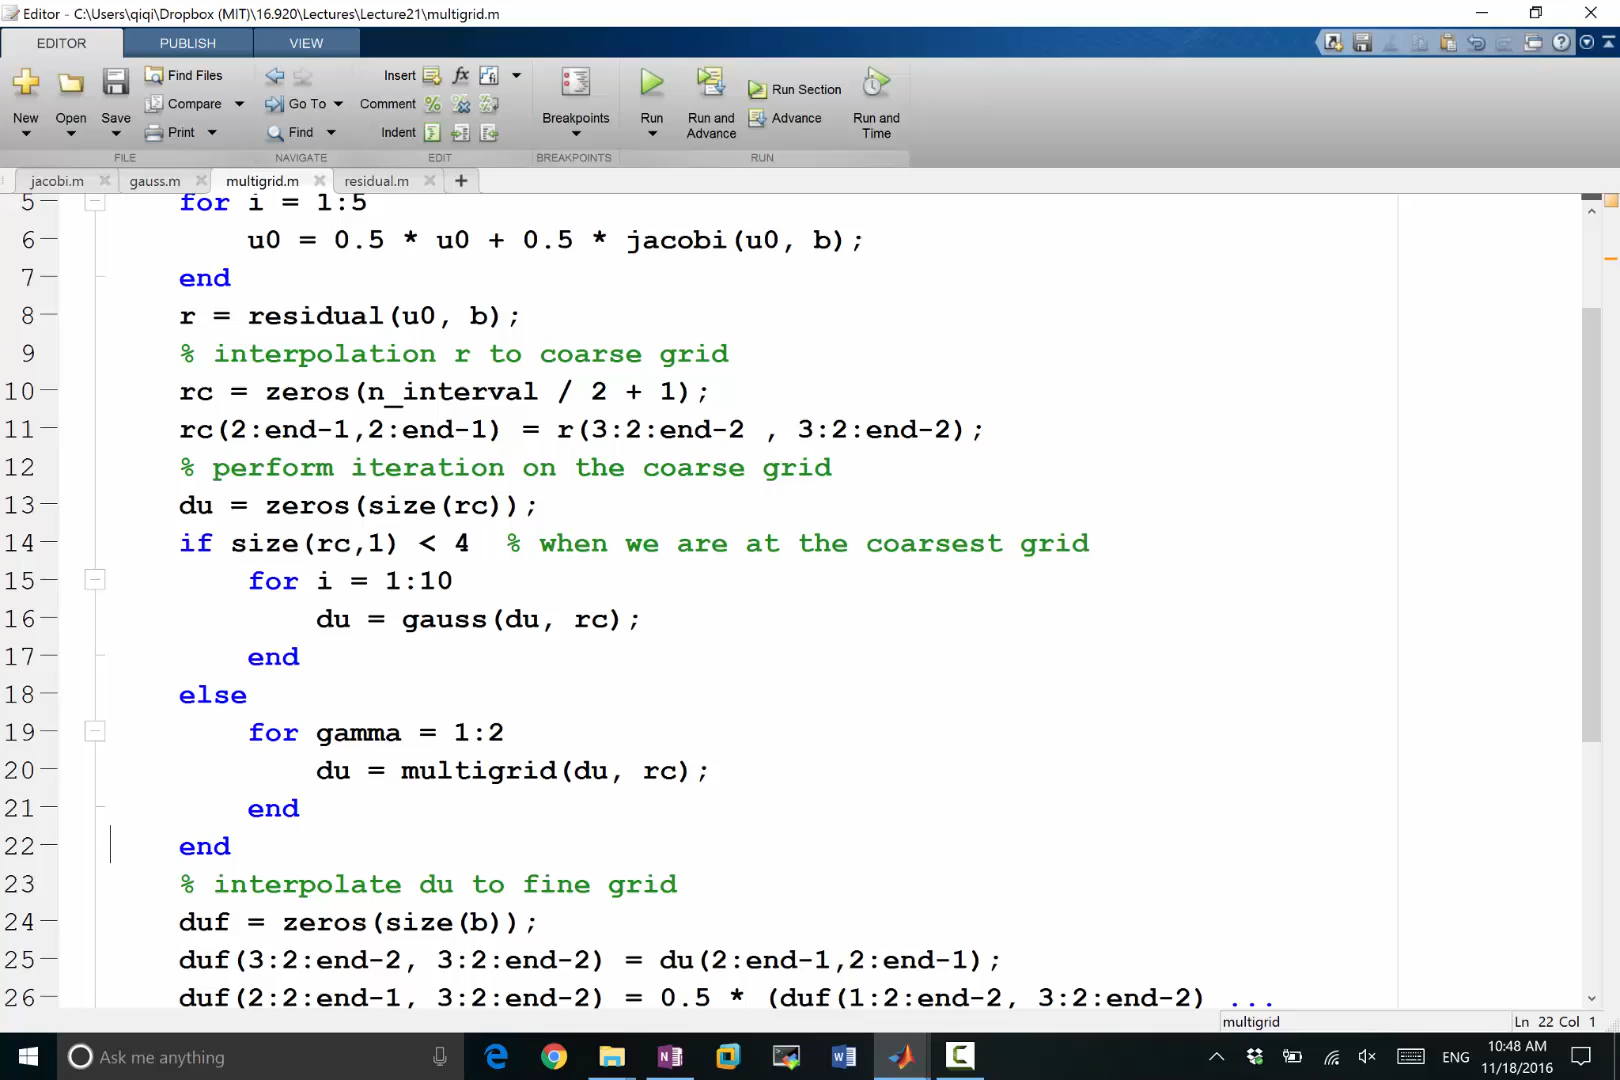 Editor - C:\Users\qiqi\Dropbox (MIT)\16.920\Lectures\Lecture21\multigrid.m
EDITOR PUBLISH VIEW
New Open Save
Find Files
Compare
Print
Go To
Find
Insert
Comment
Indent
Breakpoints
Run
Run and Advance
Run Section
Advance
Run and Time
FILE NAVIGATE EDIT BREAKPOINTS RUN
jacobi.m gauss.m multigrid.m residual.m
5 for i = 1:5
6 u0 = 0.5 * u0 + 0.5 * jacobi(u0, b);
7 end
8 r = residual(u0, b);
9 % interpolation r to coarse grid
10 rc = zeros(n_interval / 2 + 1);
11 rc(2:end-1,2:end-1) = r(3:2:end-2 , 3:2:end-2);
12 % perform iteration on the coarse grid
13 du = zeros(size(rc));
14 if size(rc,1) < 4 % when we are at the coarsest grid
15 for i = 1:10
16 du = gauss(du, rc);
17 end
18 else
19 for gamma = 1:2
20 du = multigrid(du, rc);
21 end
22 end
23 % interpolate du to fine grid
24 duf = zeros(size(b));
25 duf(3:2:end-2, 3:2:end-2) = du(2:end-1,2:end-1);
26 duf(2:2:end-1, 3:2:end-2) = 0.5 * (duf(1:2:end-2, 3:2:end-2) ...
multigrid Ln 22 Col 1
Ask me anything
ENG
10:48 AM
11/18/2016